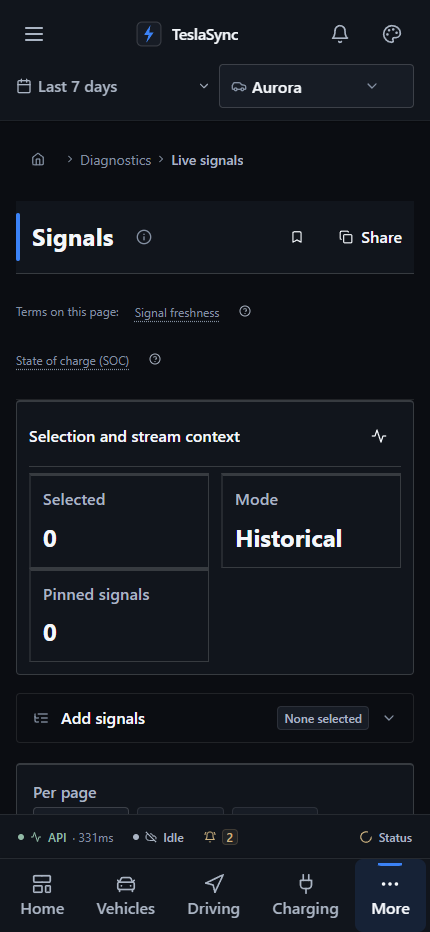 TeslaSync
Last 7 days
Aurora
Diagnostics
Live signals
Signals
Share
Terms on this page:
Signal freshness
State of charge (SOC)
Selection and stream context
Selected
Mode
0
Historical
Pinned signals
0
Add signals
None selected
Per page
API · 331ms
Idle
2
Status
Home
Vehicles
Driving
Charging
More